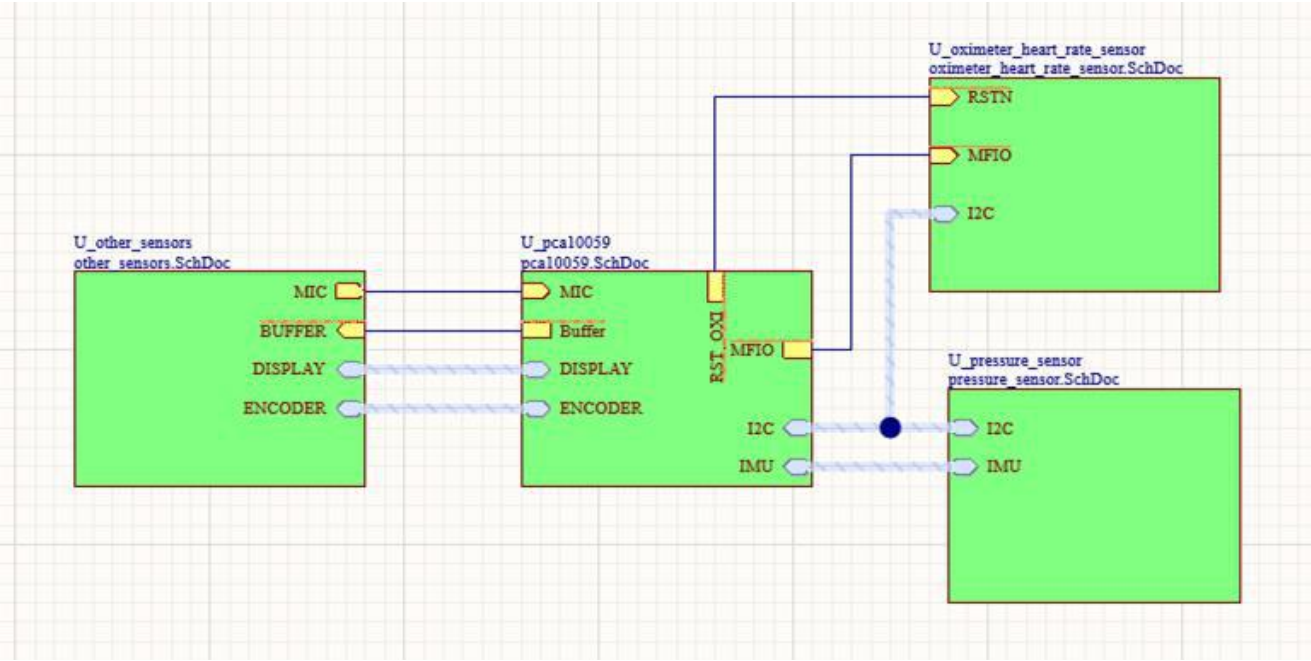 U_oximeter_heart_rate_sensor
oximeter_heart_rate_sensor.SchDoc
RSTN
MFIO
I2C
U_other_sensors
other_sensors.SchDoc
MIC
BUFFER
DISPLAY
ENCODER
U_pca10059
pca10059.SchDoc
MIC
Buffer
DISPLAY
ENCODER
RST_OXI
MFIO
I2C
IMU
U_pressure_sensor
pressure_sensor.SchDoc
I2C
IMU